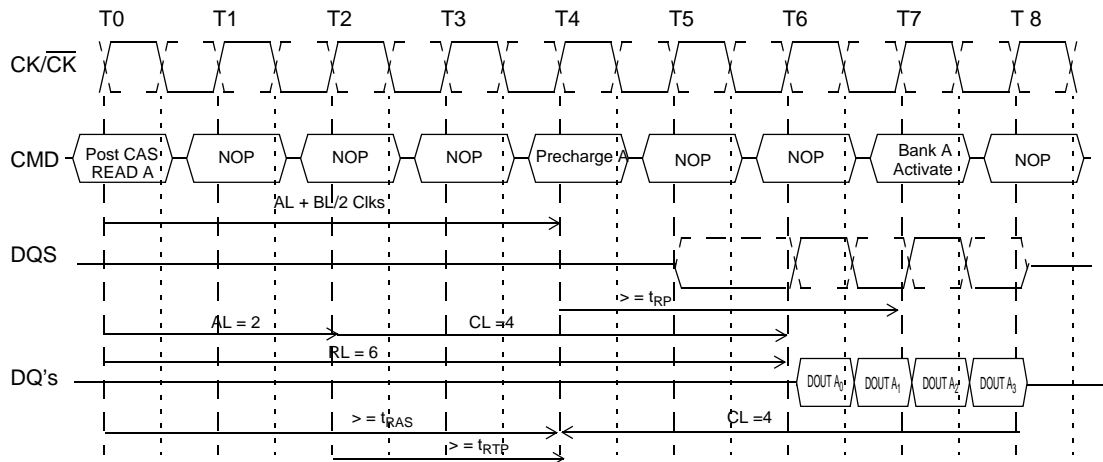 T0 T1 T2 T3 T4 T5 T6 T7 T 8
CK/CK
CMD
Post CAS
READ A
NOP
NOP
NOP
Precharge A
NOP
NOP
Bank A
Activate
NOP
AL + BL/2 Clks
DQS
> = tRP
AL = 2
CL =4
RL = 6
DQ's
DOUT A0
DOUT A1
DOUT A2
DOUT A3
> = tRAS
CL =4
> = tRTP